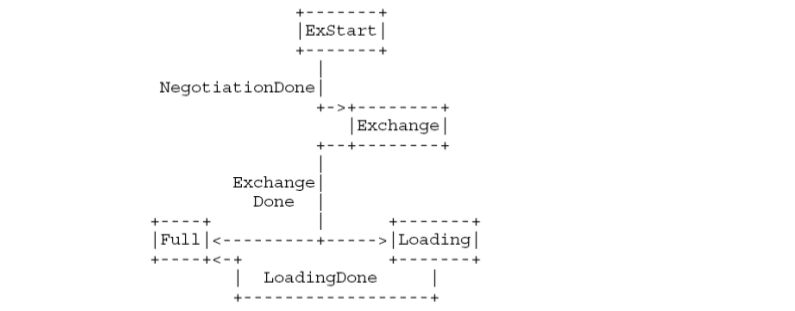 ExStart
NegotiationDone
Exchange
Exchange
Done
Full
Loading
LoadingDone